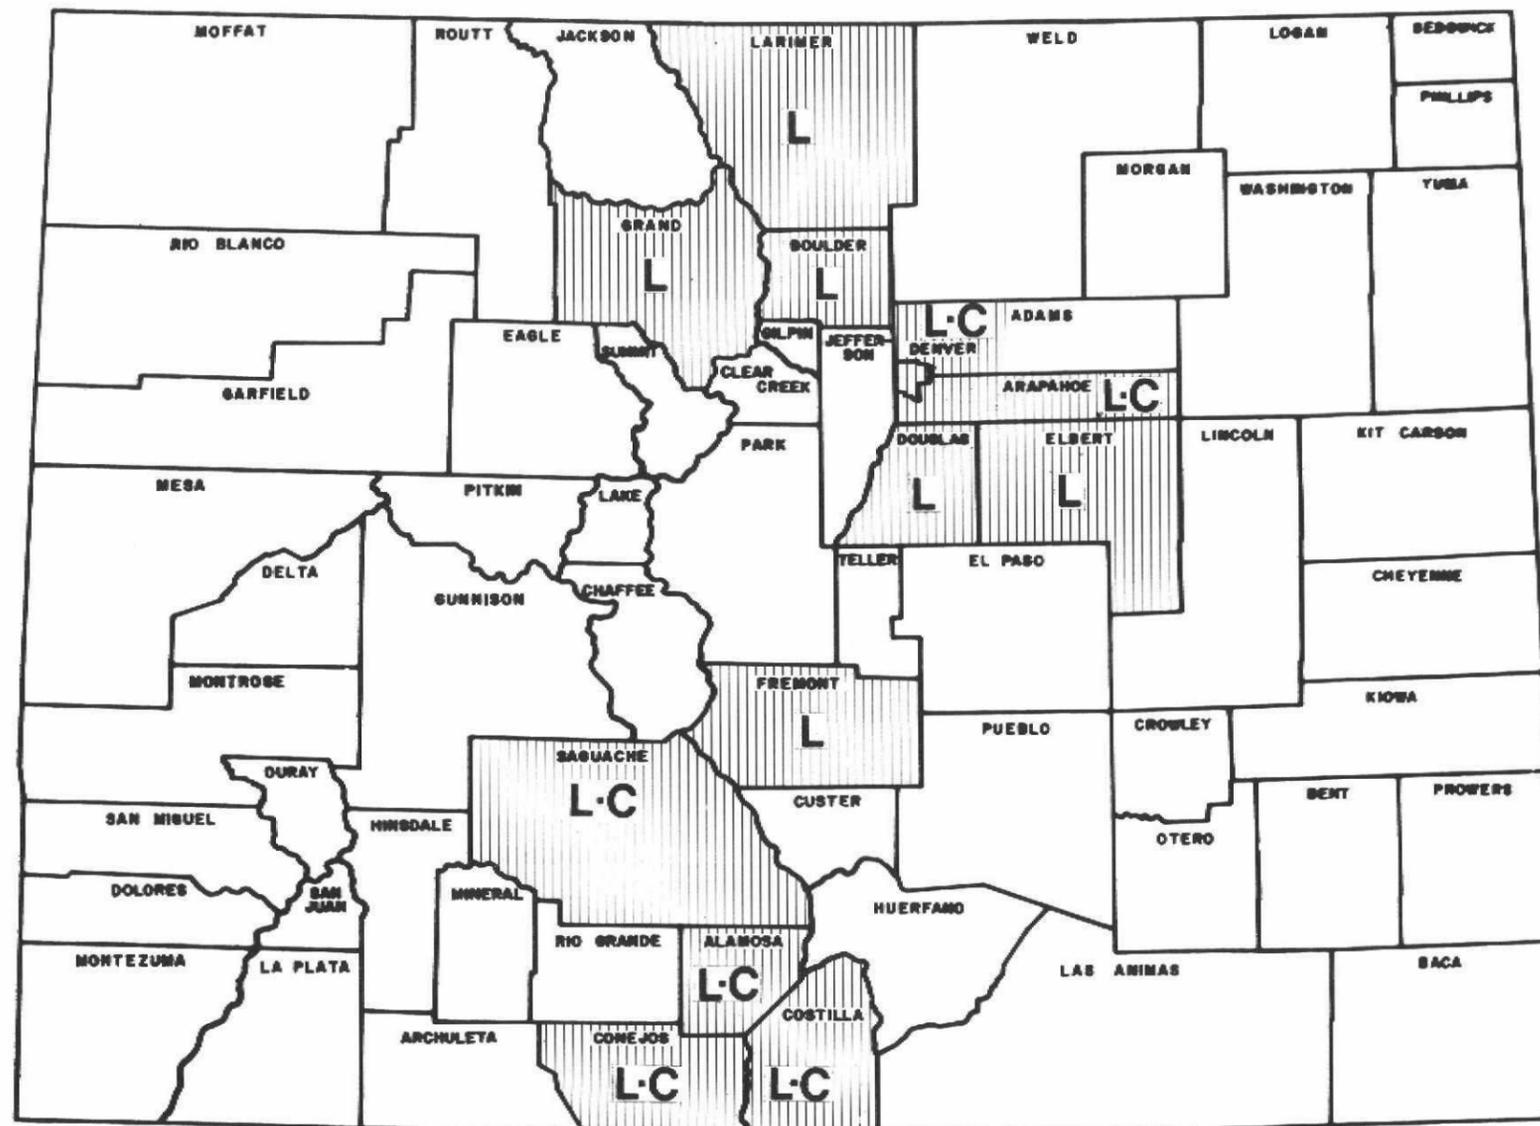 MOFFAT
ROUTT
JACKSON
LARIMER
L
WELD
LOGAN
SEDGWICK
PHILLIPS
MORGAN
WASHINGTON
YUMA
RIO BLANCO
GRAND
L
BOULDER
L
GARFIELD
EAGLE
SUMMIT
GILPIN
CLEAR
CREEK
JEFFER-
SON
L·C
ADAMS
DENVER
ARAPAHOE
L·C
MESA
PITKIN
LAKE
PARK
DOUGLAS
L
ELBERT
L
LINCOLN
KIT CARSON
DELTA
GUNNISON
CHAFFEE
TELLER
EL PASO
CHEYENNE
MONTROSE
FREMONT
L
PUEBLO
CROWLEY
KIOWA
OURAY
SAGUACHE
L·C
CUSTER
SAN MIGUEL
HINSDALE
OTERO
BENT
PROWERS
DOLORES
SAN
JUAN
MINERAL
HUERFANO
MONTEZUMA
LA PLATA
RIO GRANDE
ALAMOSA
L·C
LAS ANIMAS
BACA
ARCHULETA
CONEJOS
L·C
COSTILLA
L·C